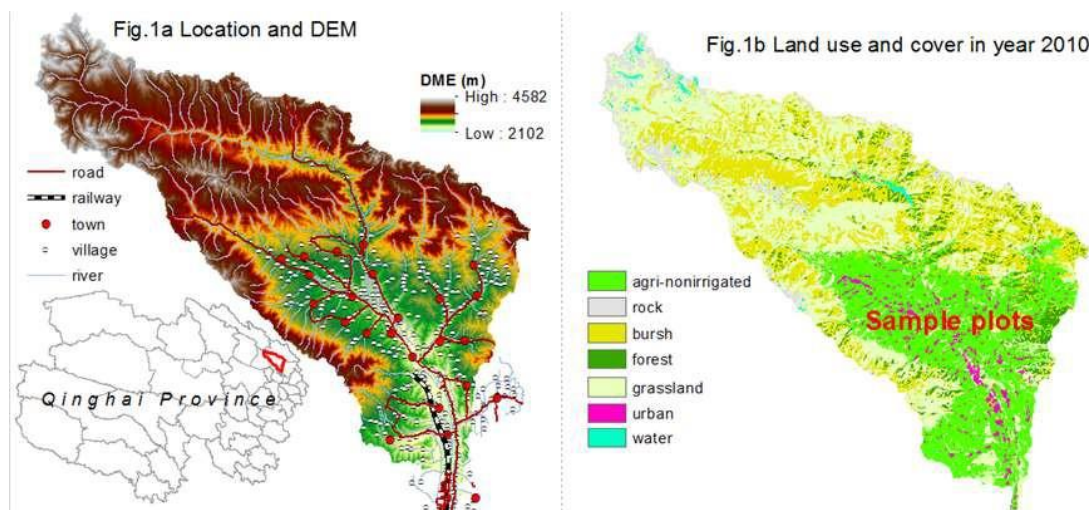 Fig.1a Location and DEM
DME (m)
High : 4582
Low : 2102
road
railway
town
village
river
Qinghai Province
Fig.1b Land use and cover in year 2010
agri-nonirrigated
rock
bursh
forest
grassland
urban
water
Sample plots